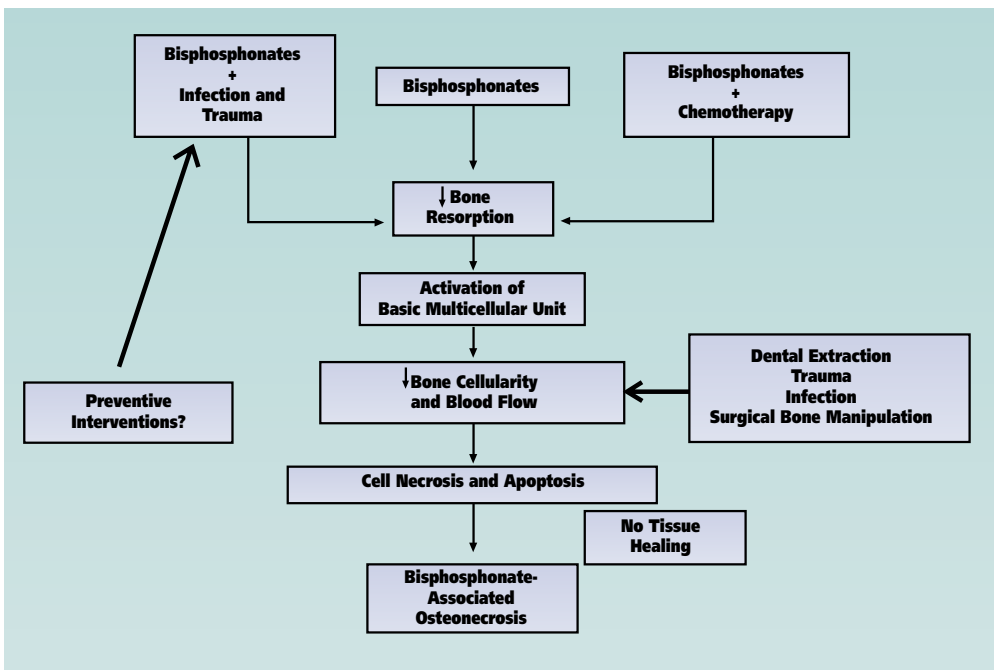 Bisphosphonates
+
Infection and
Trauma
Bisphosphonates
Bisphosphonates
+
Chemotherapy
↓Bone
Resorption
Activation of
Basic Multicellular Unit
↓Bone Cellularity
and Blood Flow
Dental Extraction
Trauma
Infection
Surgical Bone Manipulation
Preventive
Interventions?
Cell Necrosis and Apoptosis
No Tissue
Healing
Bisphosphonate-
Associated
Osteonecrosis